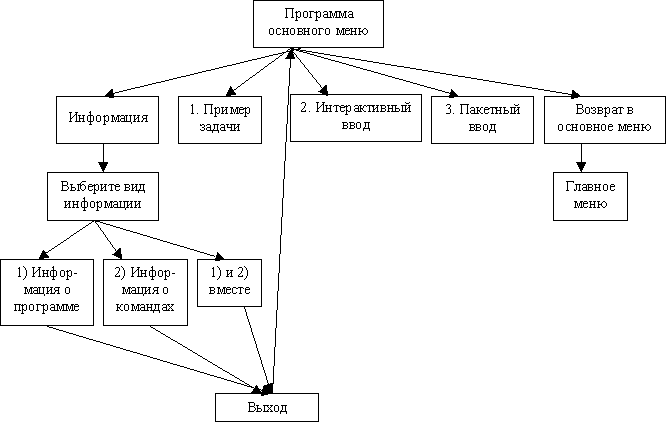 Программа
основного меню
Информация
1. Пример
задачи
2. Интерактивный
ввод
3. Пакетный
ввод
Возврат в
основное меню
Выберите вид
информации
Главное
меню
1) Инфор-
мация о
программе
2) Инфор-
мация о
командах
1) и 2)
вместе
Выход